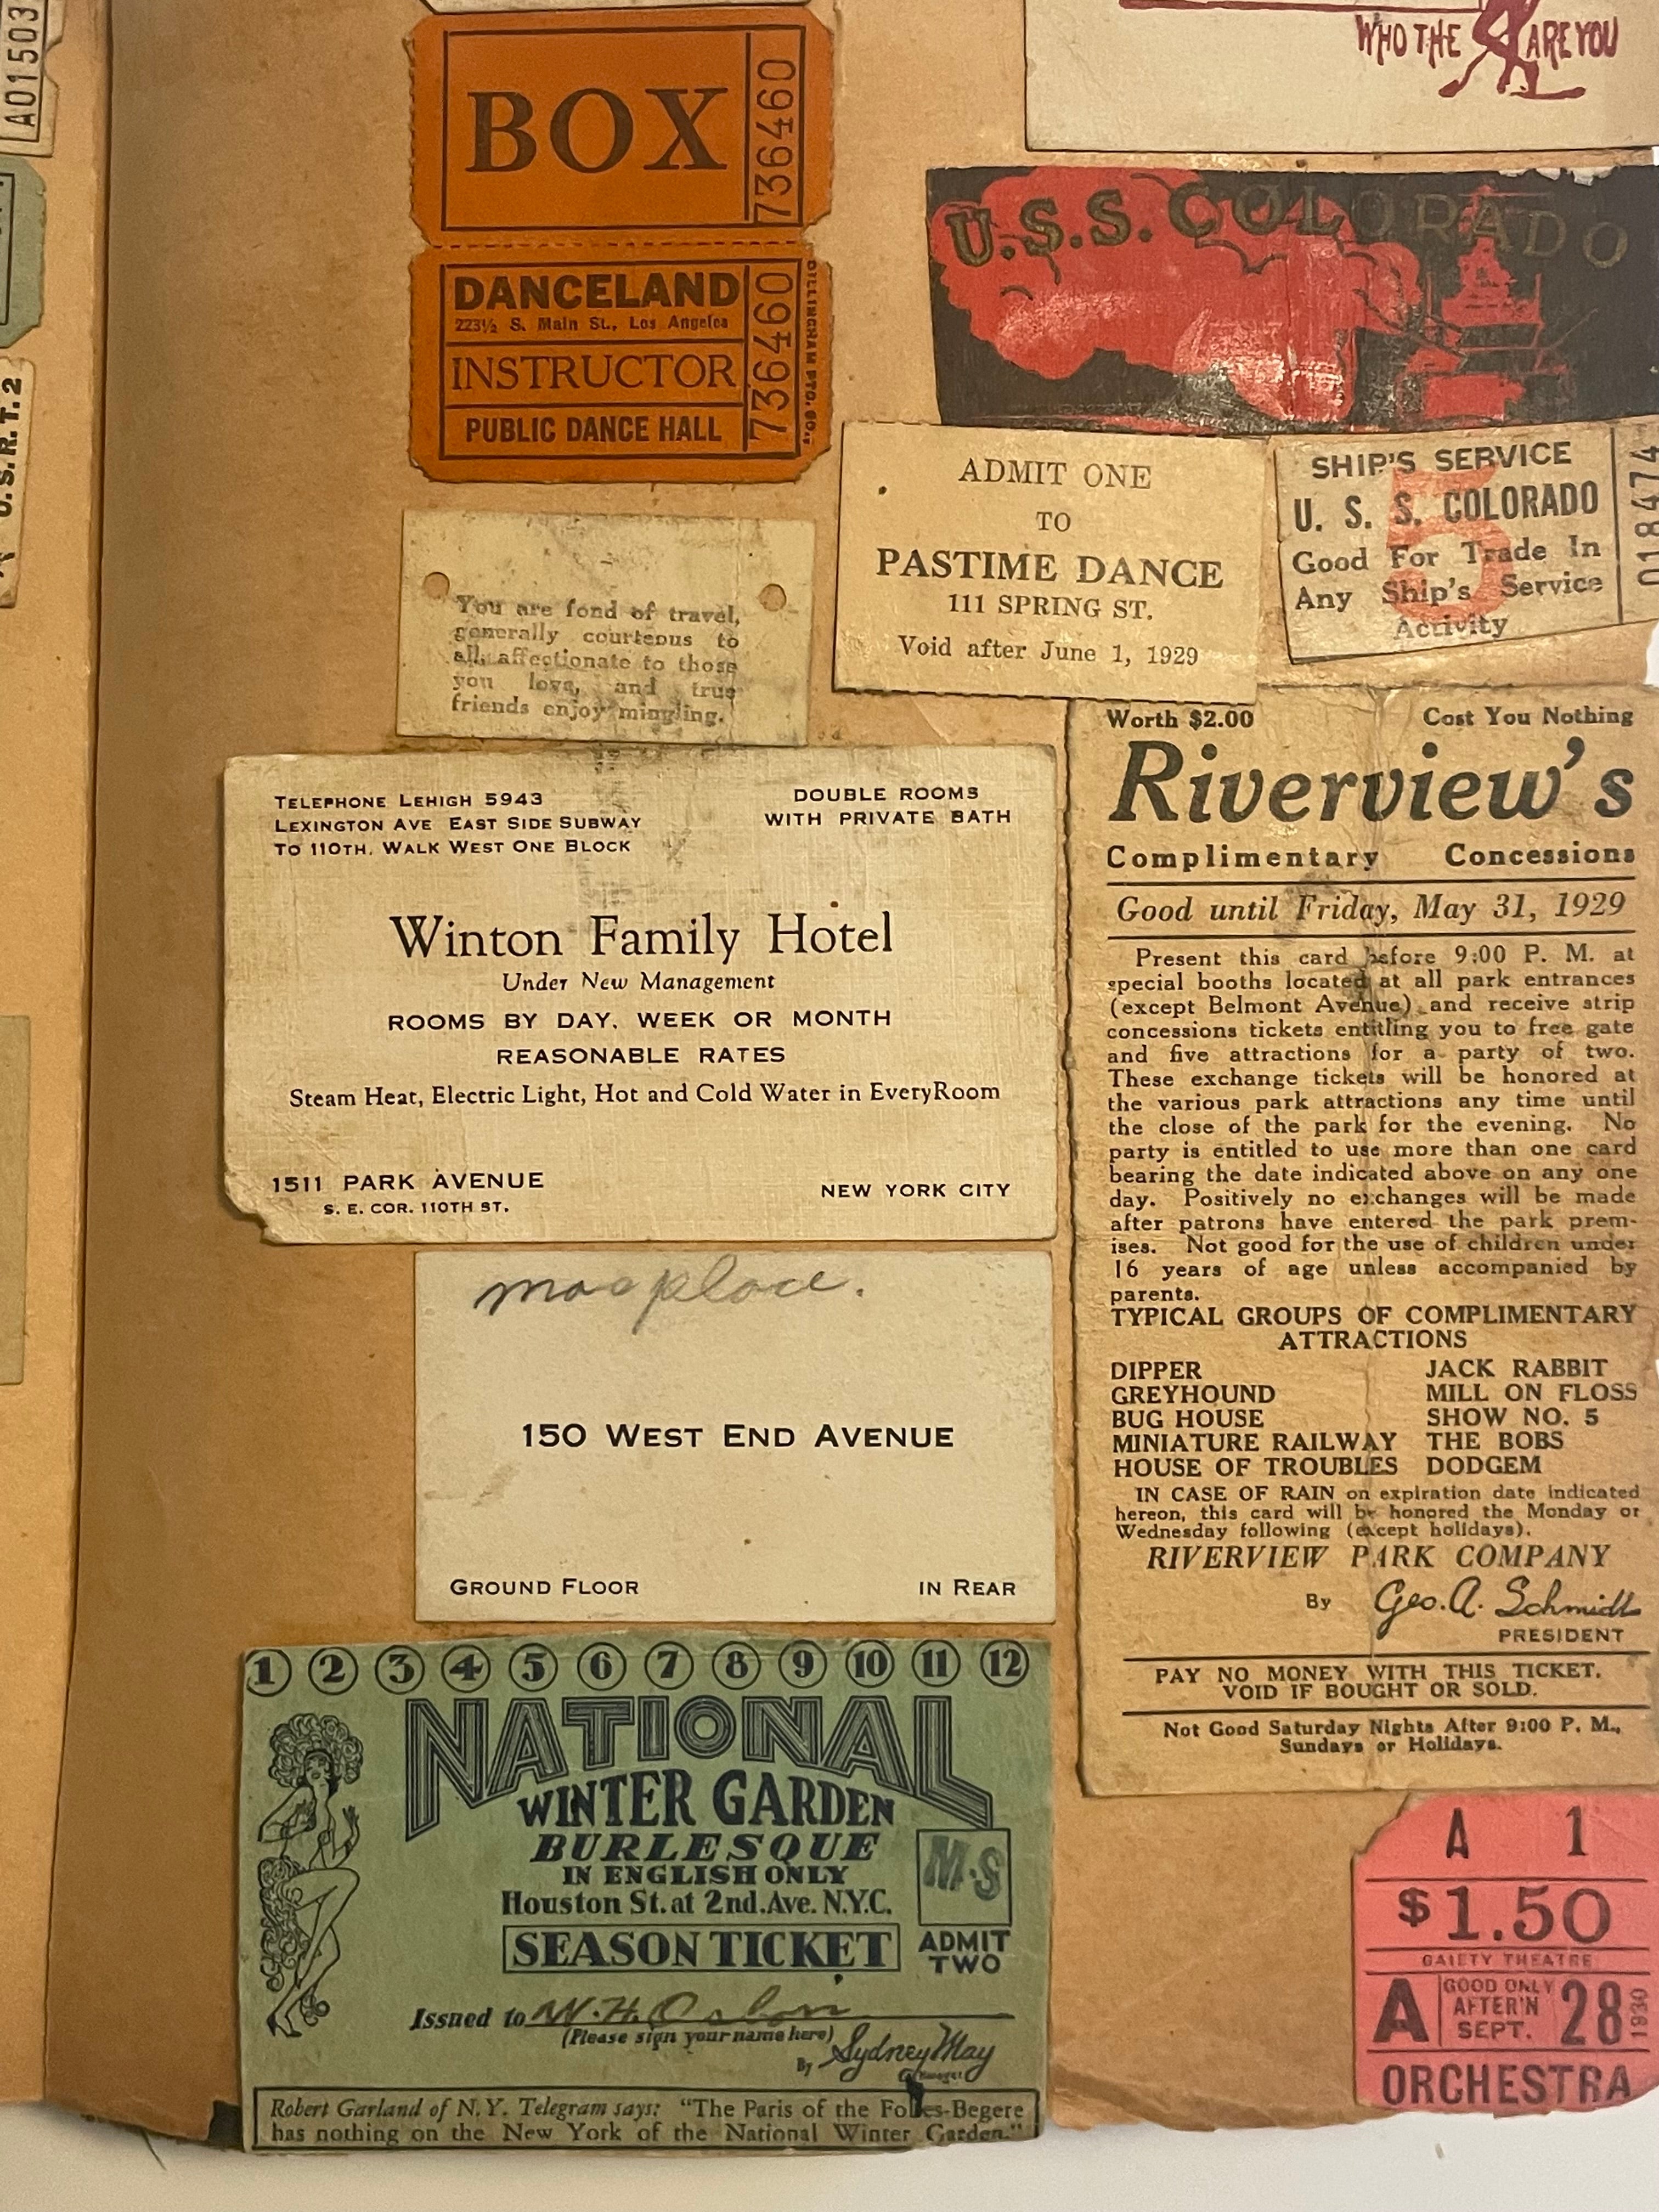 A01503
U.S.R.T. 2
BOX
736460
DANCELAND
223½ S. Main St., Los Angeles
INSTRUCTOR
PUBLIC DANCE HALL
736460
DILLINGHAM PTG. CO.,
WHO THE ARE YOU
U.S.S. COLORADO
ADMIT ONE
TO
PASTIME DANCE
111 SPRING ST.
Void after June 1, 1929
SHIP'S SERVICE
U. S. S. COLORADO
Good For Trade In
Any Ship's Service
Activity
5
018474
You are fond of travel,
generally courteous to
all, affectionate to those
you love, and true
friends enjoy mingling.
TELEPHONE LEHIGH 5943
LEXINGTON AVE EAST SIDE SUBWAY
TO 110TH. WALK WEST ONE BLOCK
DOUBLE ROOMS
WITH PRIVATE BATH
Winton Family Hotel
Under New Management
ROOMS BY DAY, WEEK OR MONTH
REASONABLE RATES
Steam Heat, Electric Light, Hot and Cold Water in EveryRoom
1511 PARK AVENUE
S. E. COR. 110TH ST.
NEW YORK CITY
place.
150 WEST END AVENUE
GROUND FLOOR
IN REAR
Worth $2.00 Cost You Nothing
Riverview's
Complimentary Concessions
Good until Friday, May 31, 1929
Present this card before 9:00 P. M. at
special booths located at all park entrances
(except Belmont Avenue) and receive strip
concessions tickets entitling you to free gate
and five attractions for a party of two.
These exchange tickets will be honored at
the various park attractions any time until
the close of the park for the evening. No
party is entitled to use more than one card
bearing the date indicated above on any one
day. Positively no exchanges will be made
after patrons have entered the park prem-
ises. Not good for the use of children under
16 years of age unless accompanied by
parents.
TYPICAL GROUPS OF COMPLIMENTARY
ATTRACTIONS
DIPPER JACK RABBIT
GREYHOUND MILL ON FLOSS
BUG HOUSE SHOW NO. 5
MINIATURE RAILWAY THE BOBS
HOUSE OF TROUBLES DODGEM
IN CASE OF RAIN on expiration date indicated
hereon, this card will be honored the Monday or
Wednesday following (except holidays).
RIVERVIEW PARK COMPANY
By Geo. A. Schmidt
PRESIDENT
PAY NO MONEY WITH THIS TICKET.
VOID IF BOUGHT OR SOLD.
Not Good Saturday Nights After 9:00 P. M.,
Sundays or Holidays.
1 2 3 4 5 6 7 8 9 10 11 12
NATIONAL
WINTER GARDEN
BURLESQUE
IN ENGLISH ONLY
Houston St. at 2nd. Ave. N.Y.C.
SEASON TICKET
M-S
ADMIT
TWO
Issued to W. H. Osborn
(Please sign your name here)
By Sydney May
Manager
Robert Garland of N. Y. Telegram says: "The Paris of the Folies-Begere
has nothing on the New York of the National Winter Garden."
A 1
$1.50
GAIETY THEATRE
A
GOOD ONLY
AFTER'N
SEPT.
28
1930
ORCHESTRA